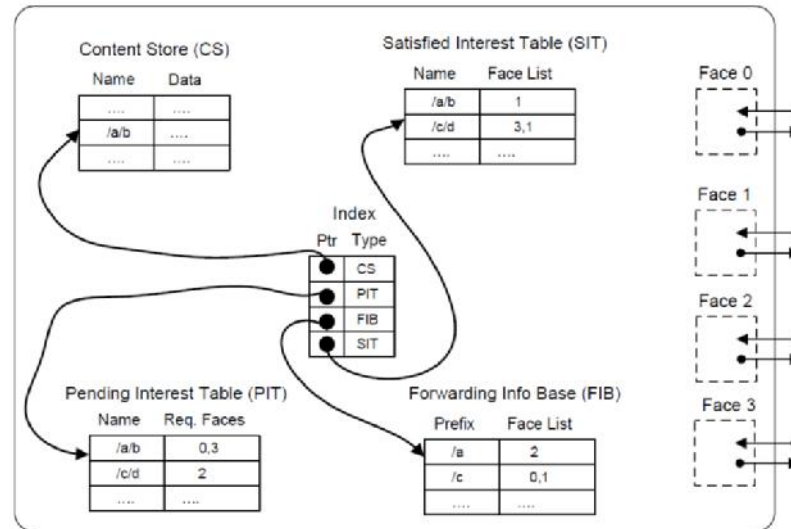 Content Store (CS)
Name Data
.... ....
/a/b ....
.... ....
Satisfied Interest Table (SIT)
Name Face List
/a/b 1
/c/d 3,1
.... ....
Face 0
Face 1
Face 2
Face 3
Index
Ptr Type
CS
PIT
FIB
SIT
Pending Interest Table (PIT)
Name Req. Faces
/a/b 0,3
/c/d 2
.... ....
Forwarding Info Base (FIB)
Prefix Face List
/a 2
/c 0,1
.... ....